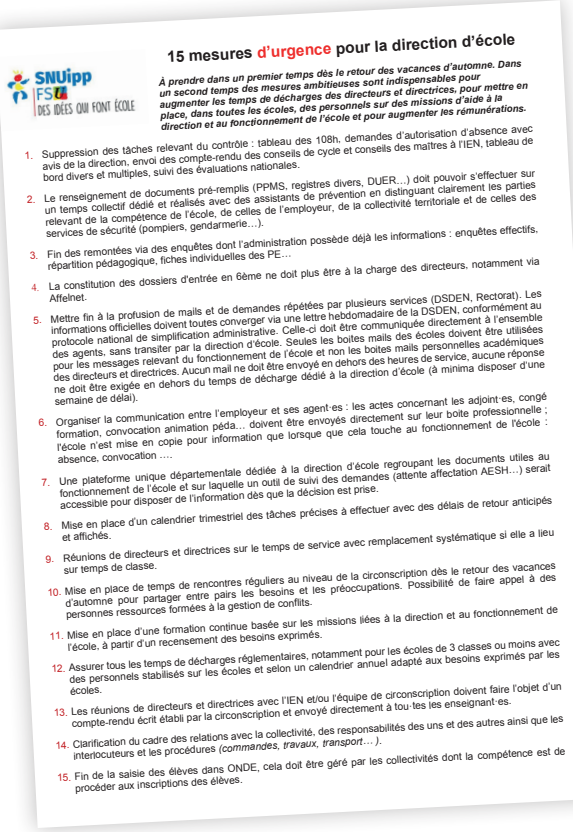 SNUipp
FSU
DES IDÉES QUI FONT ÉCOLE
15 mesures d'urgence pour la direction d'école
À prendre dans un premier temps dès le retour des vacances d'automne. Dans
un second temps des mesures ambitieuses sont indispensables pour
augmenter les temps de décharges des directeurs et directrices, pour mettre en
place, dans toutes les écoles, des personnels sur des missions d'aide à la
direction et au fonctionnement de l'école et pour augmenter les rémunérations.
1. Suppression des tâches relevant du contrôle : tableau des 108h, demandes d'autorisation d'absence avec
avis de la direction, envoi des compte-rendu des conseils de cycle et conseils des maîtres à l'IEN, tableau de
bord divers et multiples, suivi des évaluations nationales.
2. Le renseignement de documents pré-remplis (PPMS, registres divers, DUER…) doit pouvoir s'effectuer sur
un temps collectif dédié et réalisés avec des assistants de prévention en distinguant clairement les parties
relevant de la compétence de l'école, de celles de l'employeur, de la collectivité territoriale et de celles des
services de sécurité (pompiers, gendarmerie…).
3. Fin des remontées via des enquêtes dont l'administration possède déjà les informations : enquêtes effectifs,
répartition pédagogique, fiches individuelles des PE…
4. La constitution des dossiers d'entrée en 6ème ne doit plus être à la charge des directeurs, notamment via
Affelnet.
5. Mettre fin à la profusion de mails et de demandes répétées par plusieurs services (DSDEN, Rectorat). Les
informations officielles doivent toutes converger via une lettre hebdomadaire de la DSDEN, conformément au
protocole national de simplification administrative. Celle-ci doit être communiquée directement à l'ensemble
des agents, sans transiter par la direction d'école. Seules les boites mails des écoles doivent être utilisées
pour les messages relevant du fonctionnement de l'école et non les boites mails personnelles académiques
des directeurs et directrices. Aucun mail ne doit être envoyé en dehors des heures de service, aucune réponse
ne doit être exigée en dehors du temps de décharge dédié à la direction d'école (à minima disposer d'une
semaine de délai).
6. Organiser la communication entre l'employeur et ses agent·es : les actes concernant les adjoint·es, congé
formation, convocation animation péda… doivent être envoyés directement sur leur boite professionnelle ;
l'école n'est mise en copie pour information que lorsque que cela touche au fonctionnement de l'école :
absence, convocation ….
7. Une plateforme unique départementale dédiée à la direction d'école regroupant les documents utiles au
fonctionnement de l'école et sur laquelle un outil de suivi des demandes (attente affectation AESH…) serait
accessible pour disposer de l'information dès que la décision est prise.
8. Mise en place d'un calendrier trimestriel des tâches précises à effectuer avec des délais de retour anticipés
et affichés.
9. Réunions de directeurs et directrices sur le temps de service avec remplacement systématique si elle a lieu
sur temps de classe.
10. Mise en place de temps de rencontres réguliers au niveau de la circonscription dès le retour des vacances
d'automne pour partager entre pairs les besoins et les préoccupations. Possibilité de faire appel à des
personnes ressources formées à la gestion de conflits.
11. Mise en place d'une formation continue basée sur les missions liées à la direction et au fonctionnement de
l'école, à partir d'un recensement des besoins exprimés.
12. Assurer tous les temps de décharges réglementaires, notamment pour les écoles de 3 classes ou moins avec
des personnels stabilisés sur les écoles et selon un calendrier annuel adapté aux besoins exprimés par les
écoles.
13. Les réunions de directeurs et directrices avec l'IEN et/ou l'équipe de circonscription doivent faire l'objet d'un
compte-rendu écrit établi par la circonscription et envoyé directement à tou·tes les enseignant·es.
14. Clarification du cadre des relations avec la collectivité, des responsabilités des uns et des autres ainsi que les
interlocuteurs et les procédures (commandes, travaux, transport… ).
15. Fin de la saisie des élèves dans ONDE, cela doit être géré par les collectivités dont la compétence est de
procéder aux inscriptions des élèves.